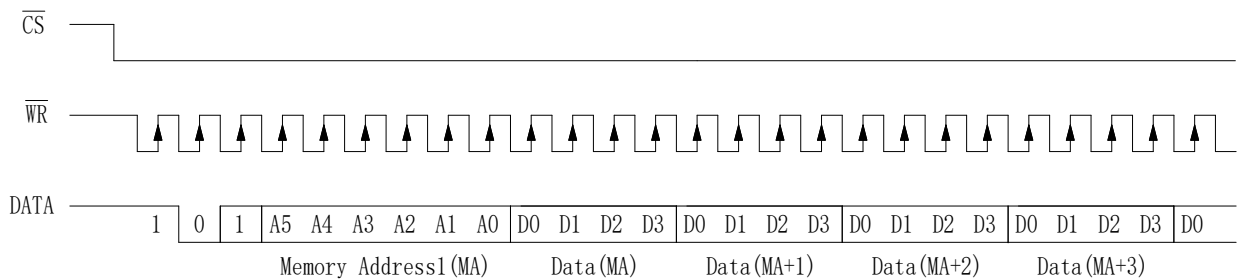 CS
WR
DATA 1 0 1 A5 A4 A3 A2 A1 A0 D0 D1 D2 D3 D0 D1 D2 D3 D0 D1 D2 D3 D0 D1 D2 D3 D0
Memory Address1(MA) Data(MA) Data(MA+1) Data(MA+2) Data(MA+3)